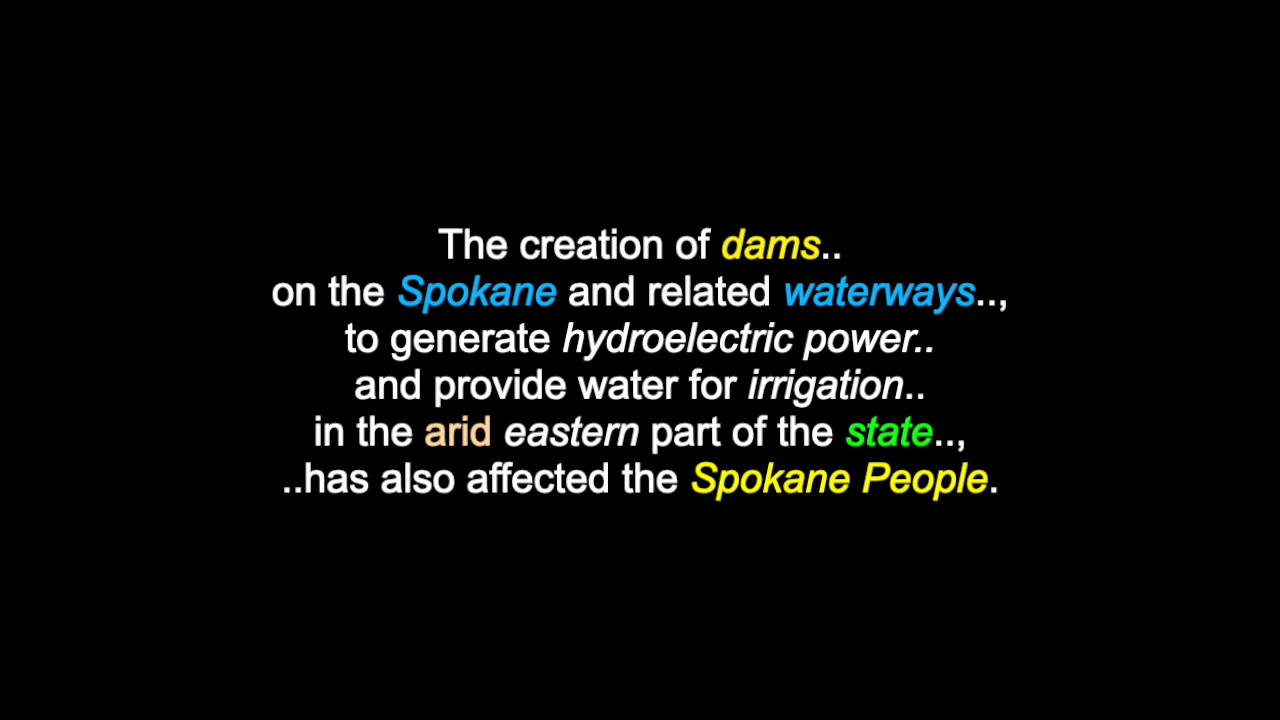 The creation of dams..
on the Spokane and related waterways..,
to generate hydroelectric power..
and provide water for irrigation..
in the arid eastern part of the state..,
..has also affected the Spokane People.